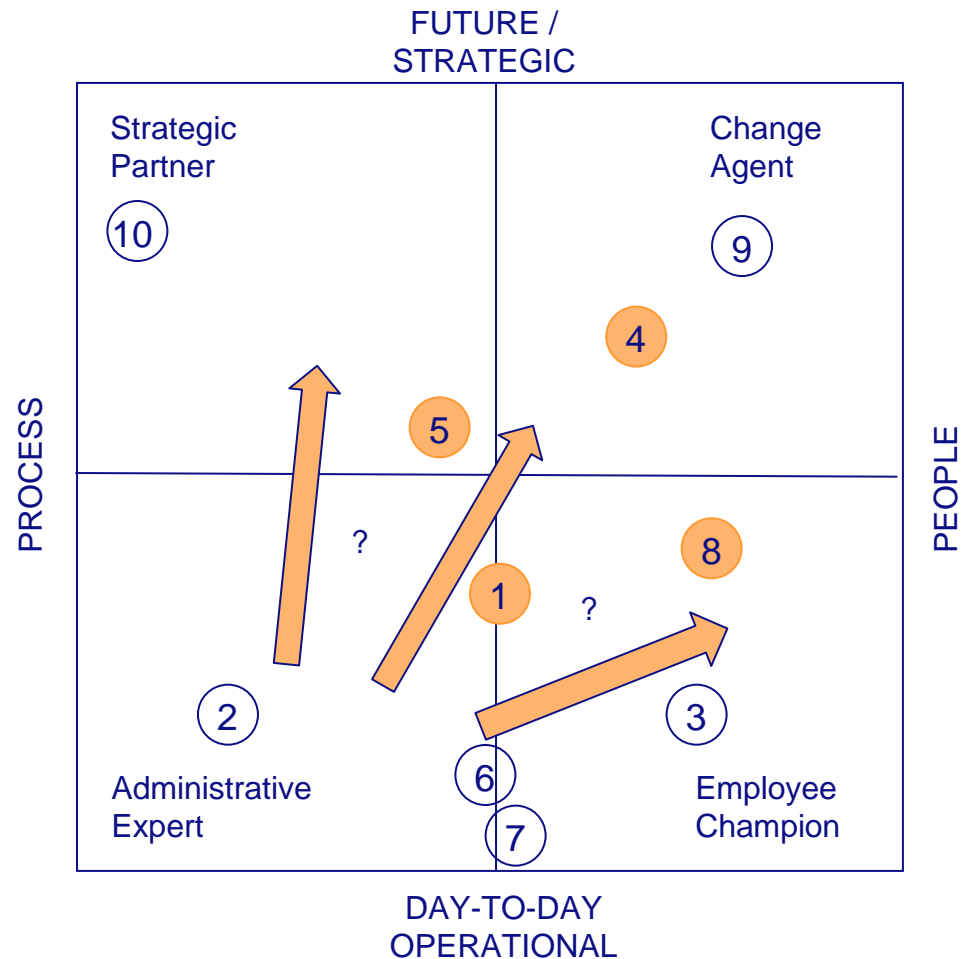 FUTURE /
STRATEGIC
Strategic
Partner
Change
Agent
10
9
4
5
PROCESS
PEOPLE
?
8
1
?
2
3
6
7
Administrative
Expert
Employee
Champion
DAY-TO-DAY
OPERATIONAL